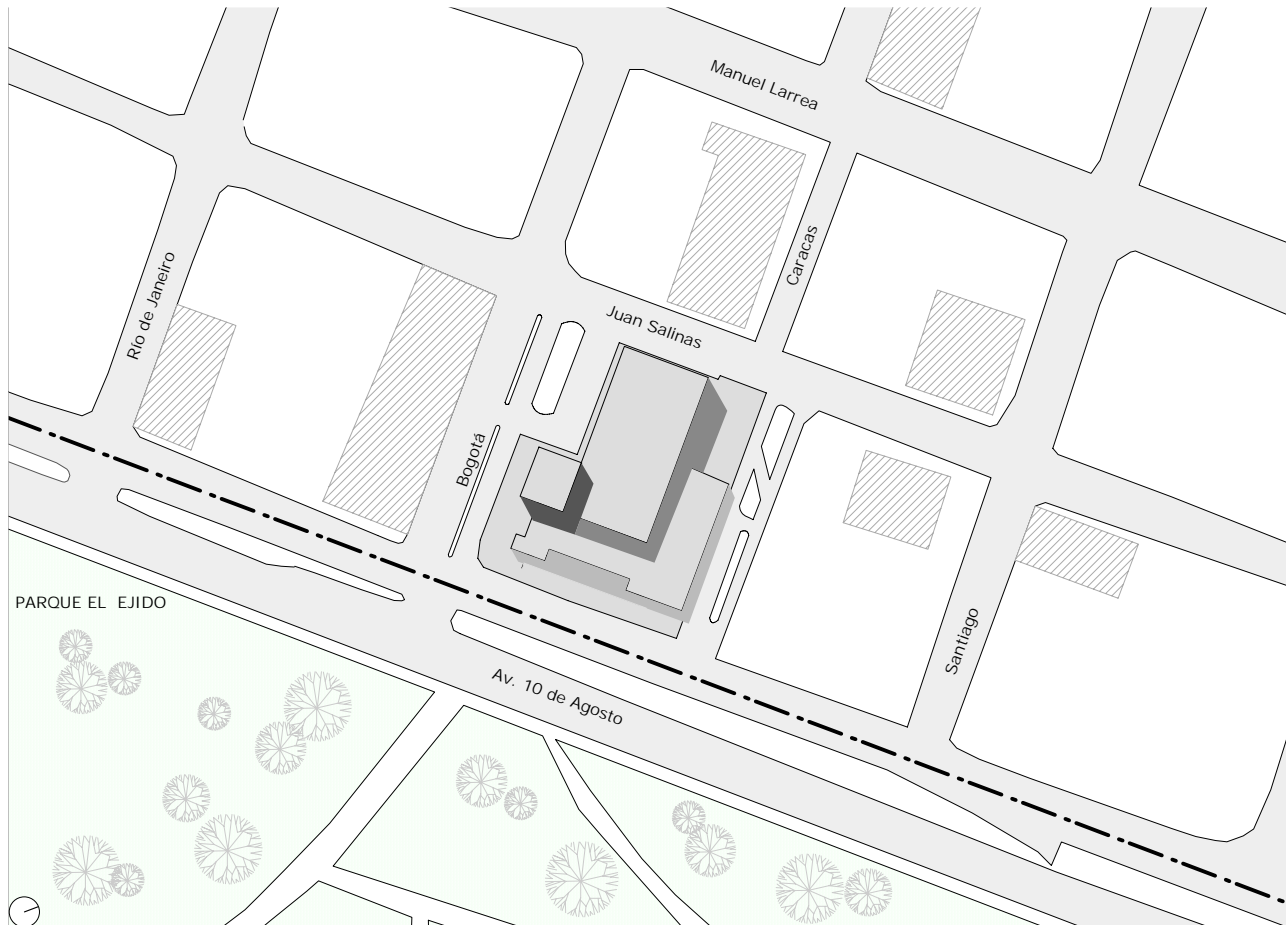 Manuel Larrea
Caracas
Río de Janeiro
Juan Salinas
Bogotá
PARQUE EL EJIDO
Santiago
Av. 10 de Agosto